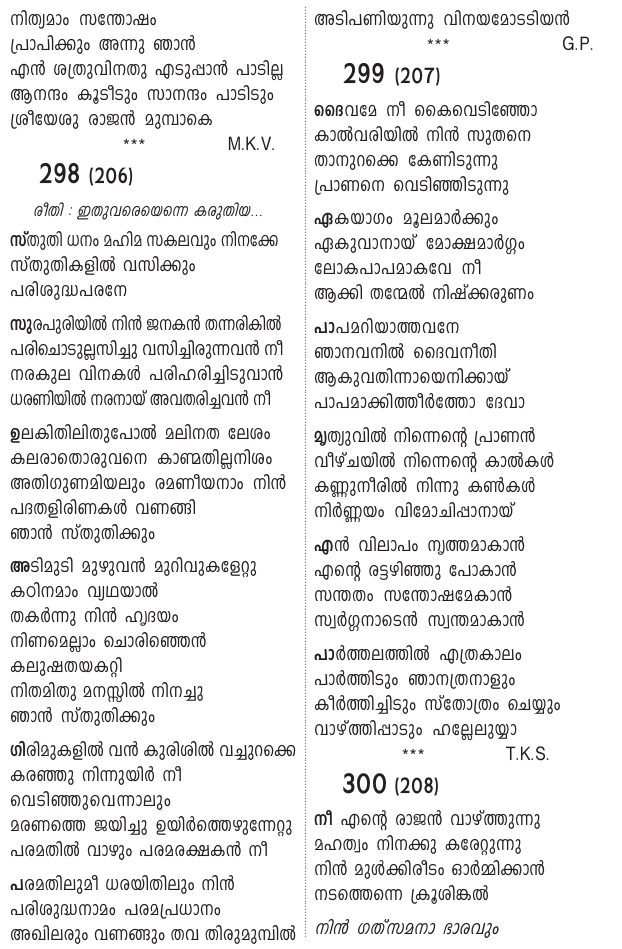 നിത്യമാം സന്തോഷം
പ്രാപിക്കും അന്നു ഞാൻ
എൻ ശത്രുവിനതു എടുപ്പാൻ പാടില്ല
ആനന്ദം കൂടീടും സാനന്ദം പാടിടും
ശ്രീയേശു രാജൻ മുമ്പാകെ
*** M.K.V.
298 (206)
രീതി : ഇതുവരെയെന്നെ കരുതിയ...
സ്തുതി ധനം മഹിമ സകലവും നിനക്കേ
സ്തുതികളിൽ വസിക്കും
പരിശുദ്ധപരനേ
സുരപുരിയിൽ നിൻ ജനകൻ തന്നരികിൽ
പരിചൊടുല്ലസിച്ചു വസിച്ചിരുന്നവൻ നീ
നരകുല വിനകൾ പരിഹരിച്ചിടുവാൻ
ധരണിയിൽ നരനായ് അവതരിച്ചവൻ നീ
ഉലകിതിലിതുപോൽ മലിനത ലേശം
കലരാതൊരുവനെ കാണ്മതില്ലനിശം
അതിഗുണമിയലും രമണീയനാം നിൻ
പദതളിരിണകൾ വണങ്ങി
ഞാൻ സ്തുതിക്കും
അടിമുടി മുഴുവൻ മുറിവുകളേറ്റു
കഠിനമാം വ്യഥയാൽ
തകർന്നു നിൻ ഹൃദയം
നിണമെല്ലാം ചൊരിഞ്ഞെൻ
കലുഷതയകറ്റി
നിതമിതു മനസ്സിൽ നിനച്ചു
ഞാൻ സ്തുതിക്കും
ഗിരിമുകളിൽ വൻ കുരിശിൽ വച്ചുറക്കെ
കരഞ്ഞു നിന്നുയിർ നീ
വെടിഞ്ഞുവെന്നാലും
മരണത്തെ ജയിച്ചു ഉയിർത്തെഴുന്നേറ്റു
പരമതിൽ വാഴും പരമരക്ഷകൻ നീ
പരമതിലുമീ ധരയിതിലും നിൻ
പരിശുദ്ധനാമം പരമപ്രധാനം
അഖിലരും വണങ്ങും തവ തിരുമുമ്പിൽ
അടിപണിയുന്നു വിനയമോടടിയൻ
*** G.P.
299 (207)
ദൈവമേ നീ കൈവെടിഞ്ഞോ
കാൽവരിയിൽ നിൻ സുതനെ
താനുറക്കെ കേണിടുന്നു
പ്രാണനെ വെടിഞ്ഞിടുന്നു
ഏകയാഗം മൂലമാർക്കും
ഏകുവാനായ് മോക്ഷമാർഗ്ഗം
ലോകപാപമാകവേ നീ
ആക്കി തന്മേൽ നിഷ്ക്കരുണം
പാപമറിയാത്തവനേ
ഞാനവനിൽ ദൈവനീതി
ആകുവതിന്നായെനിക്കായ്
പാപമാക്കിത്തീർത്തോ ദേവാ
മൃത്യുവിൽ നിന്നെന്റെ പ്രാണൻ
വീഴ്ചയിൽ നിന്നെന്റെ കാൽകൾ
കണ്ണുനീരിൽ നിന്നു കൺകൾ
നിർണ്ണയം വിമോചിപ്പാനായ്
എൻ വിലാപം നൃത്തമാകാൻ
എന്റെ രട്ടഴിഞ്ഞു പോകാൻ
സന്തതം സന്തോഷമേകാൻ
സ്വർഗ്ഗനാടെൻ സ്വന്തമാകാൻ
പാർത്തലത്തിൽ എത്രകാലം
പാർത്തിടും ഞാനത്രനാളും
കീർത്തിച്ചിടും സ്തോത്രം ചെയ്യും
വാഴ്ത്തിപ്പാടും ഹല്ലേലുയ്യാ
*** T.K.S.
300 (208)
നീ എന്റെ രാജൻ വാഴ്ത്തുന്നു
മഹത്വം നിനക്കു കരേറ്റുന്നു
നിൻ മുൾക്കിരീടം ഓർമ്മിക്കാൻ
നടത്തെന്നെ ക്രൂശിങ്കൽ
നിൻ ഗത്സമനാ ഭാരവും